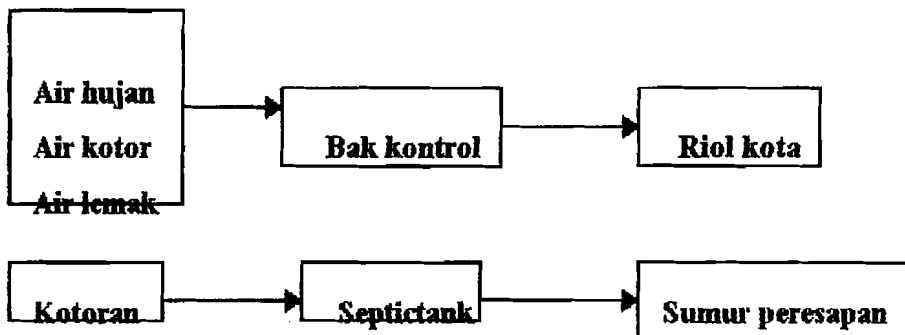 Air hujan
Air kotor
Air lemak
Bak kontrol
Riol kota
Kotoran
Septictank
Sumur peresapan